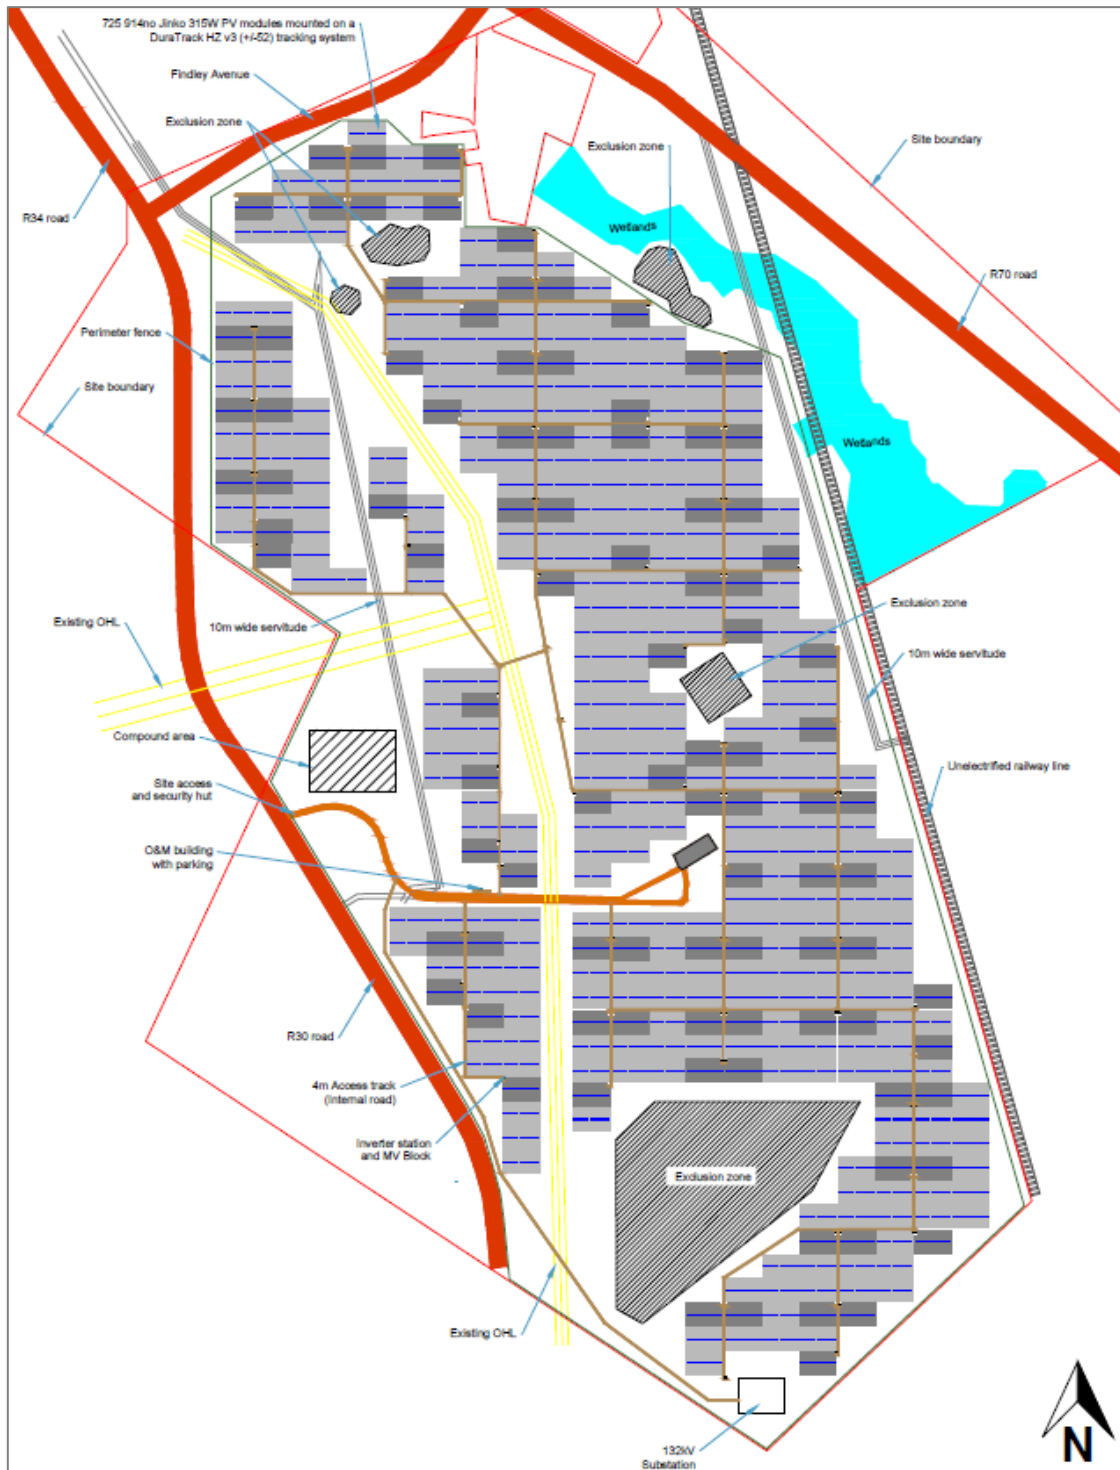 725 914no Jinko 315W PV modules mounted on a
DuraTrack HZ v3 (+/-52) tracking system
Findley Avenue
Exclusion zone
Exclusion zone
Site boundary
R34 road
Wetlands
R70 road
Perimeter fence
Site boundary
Wetlands
Exclusion zone
Existing OHL
10m wide servitude
10m wide servitude
Compound area
Unelectrified railway line
Site access
and security hut
O&M building
with parking
R30 road
4m Access track
(Internal road)
Inverter station
and MV Block
Exclusion zone
Existing OHL
132kV
Substation
N